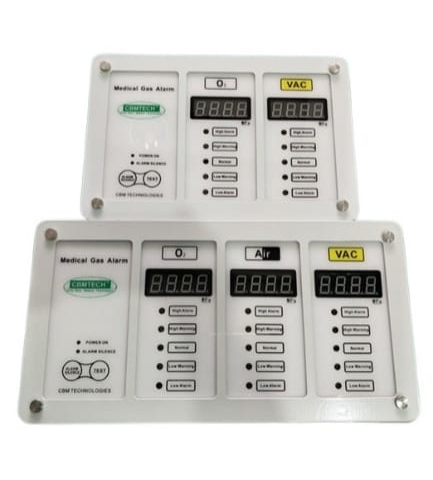 Medical Gas Alarm
CBMTECH
POWER ON
ALARM SILENCE
ALARM SILENCE
TEST
CBM TECHNOLOGIES
O₂
High Alarm
High Warning
Normal
Low Warning
Low Alarm
VAC
High Alarm
High Warning
Normal
Low Warning
Low Alarm
Medical Gas Alarm
CBMTECH
POWER ON
ALARM SILENCE
ALARM SILENCE
TEST
CBM TECHNOLOGIES
O₂
High Alarm
High Warning
Normal
Low Warning
Low Alarm
Air
High Alarm
High Warning
Normal
Low Warning
Low Alarm
VAC
High Alarm
High Warning
Normal
Low Warning
Low Alarm